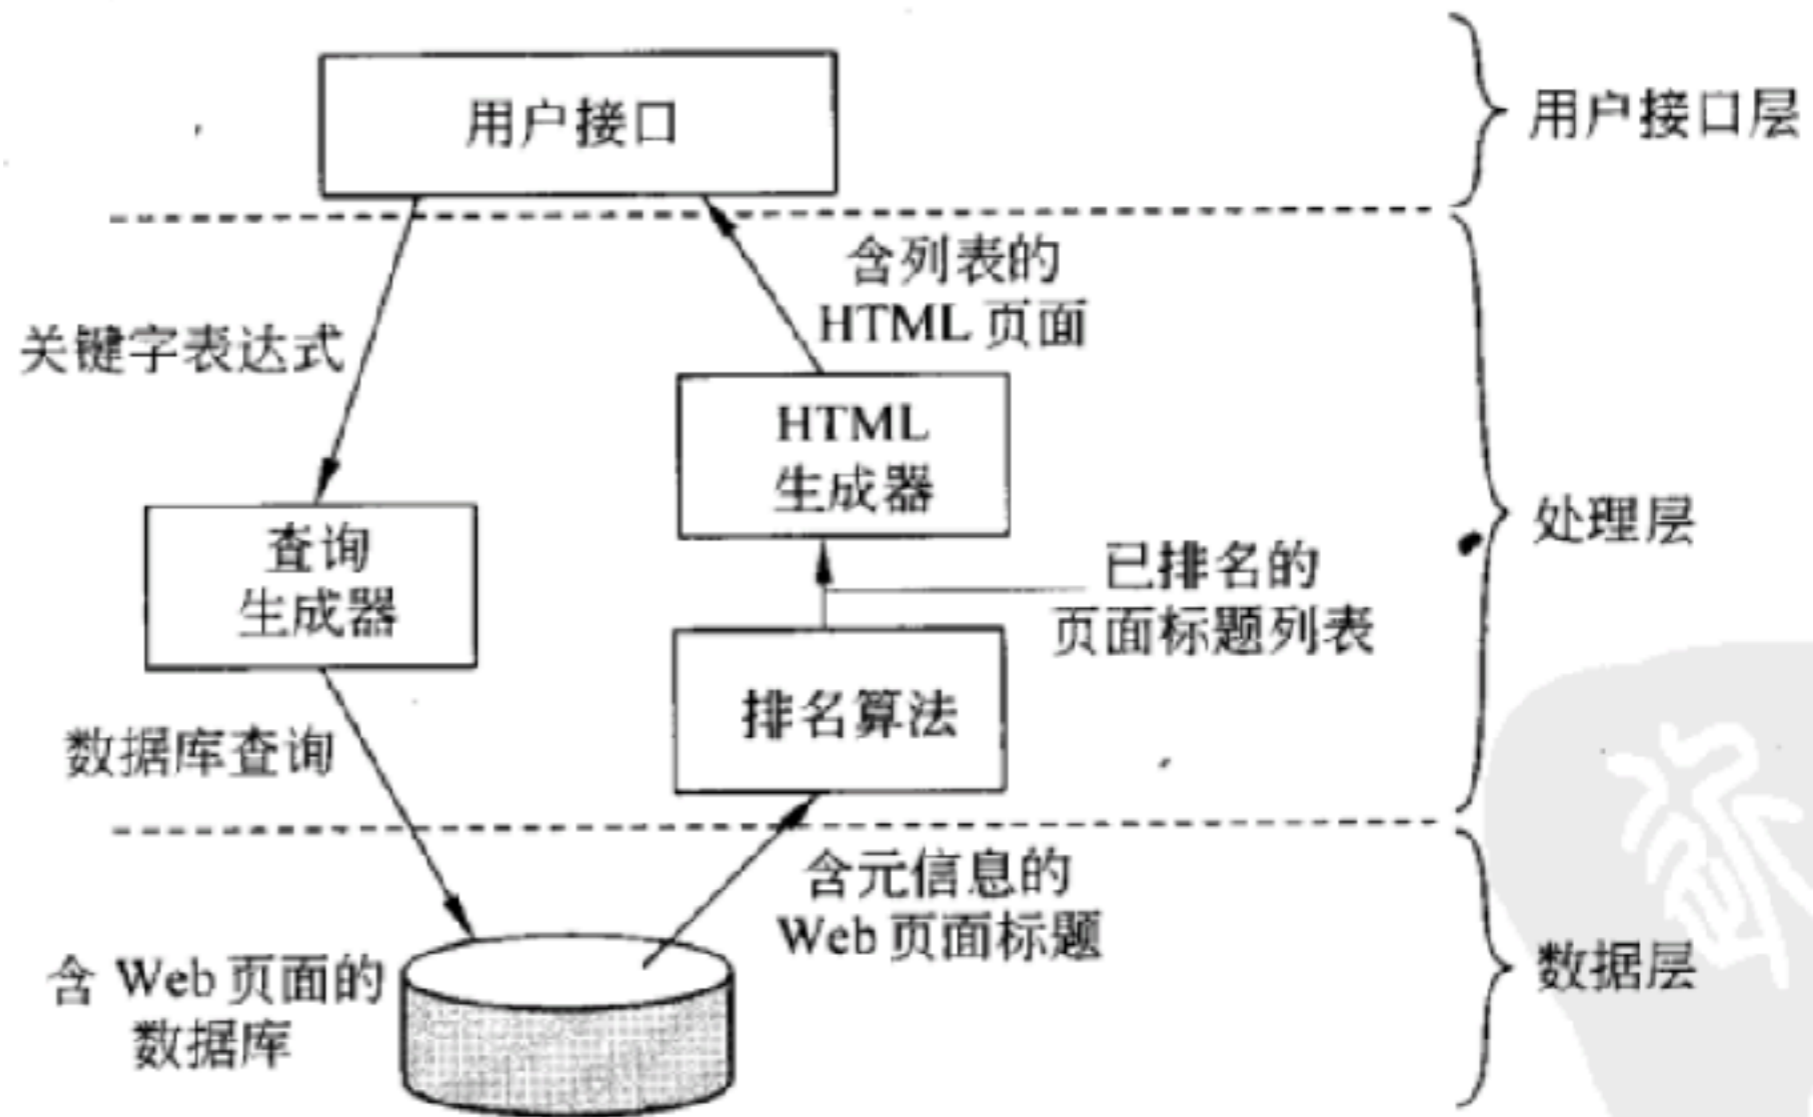 用户接口
用户接口层
含列表的
HTML 页面
关键字表达式
HTML
生成器
查询
生成器
处理层
已排名的
页面标题列表
排名算法
数据库查询
含元信息的
Web 页面标题
含 Web 页面的
数据库
数据层